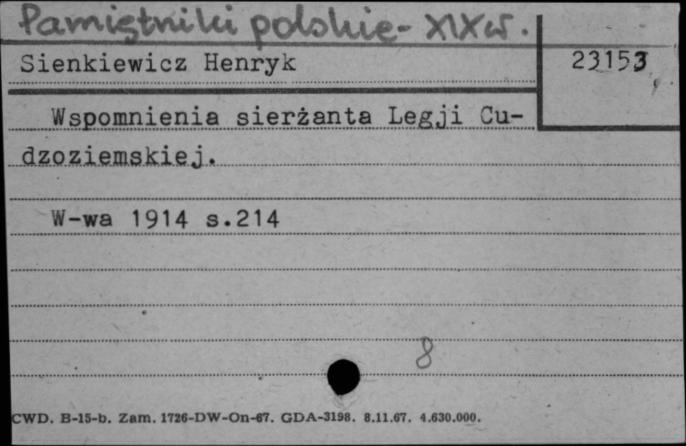 Pamiętniki polskie - XIX w.
Sienkiewicz Henryk
23153
Wspomnienia sierżanta Legji Cu-
dzoziemskiej.
W-wa 1914 s.214
8
CWD. B-15-b. Zam. 1726-DW-On-67. GDA-3198. 8.11.67. 4.630.000.